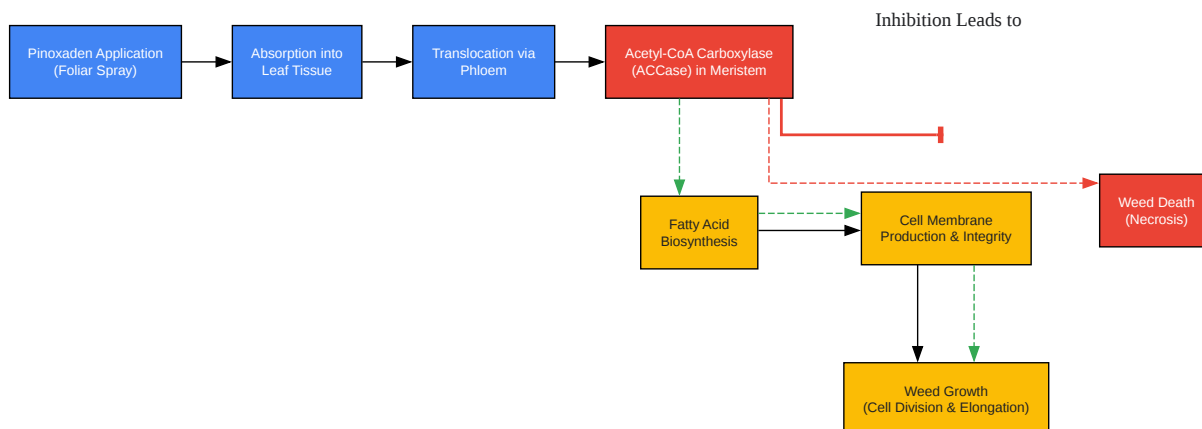 Inhibition Leads to
Pinoxaden Application
(Foliar Spray)
Absorption into
Leaf Tissue
Translocation via
Phloem
Acetyl-CoA Carboxylase
(ACCase) in Meristem
Weed Death
(Necrosis)
Fatty Acid
Biosynthesis
Cell Membrane
Production & Integrity
Weed Growth
(Cell Division & Elongation)